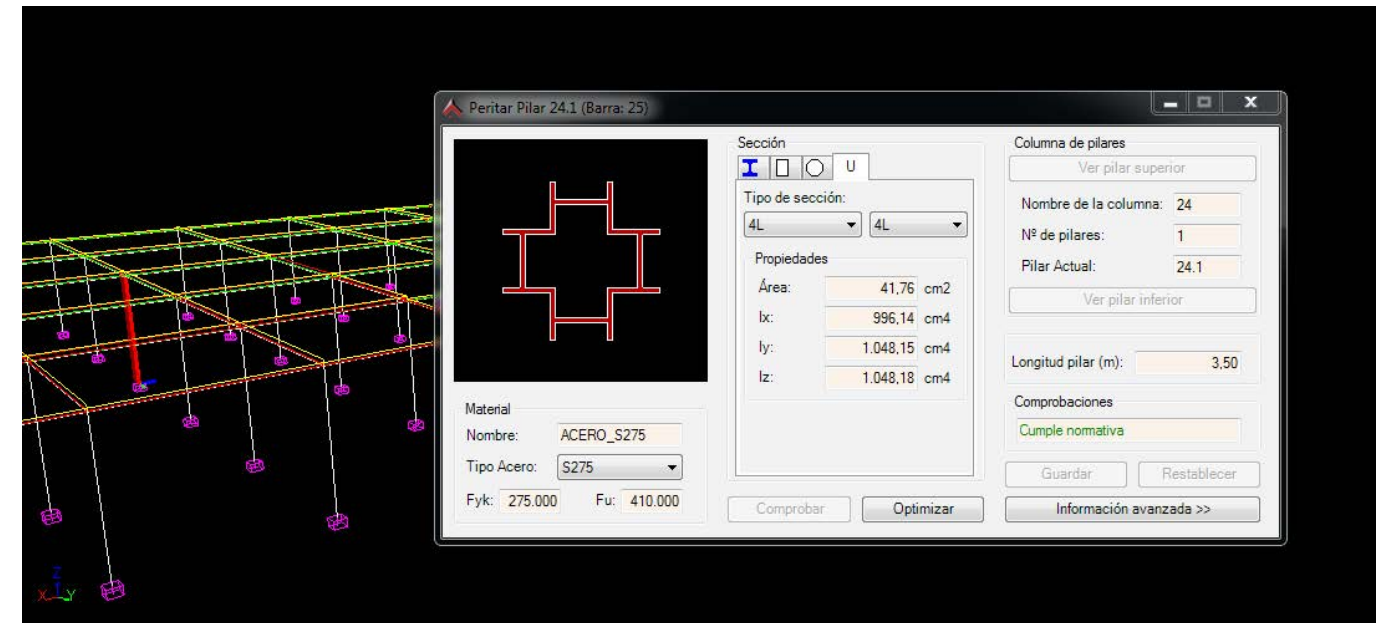 Peritar Pilar 24.1 (Barra: 25)
Sección
U
Tipo de sección:
4L 4L
Propiedades
Área: 41,76 cm2
Ix: 996,14 cm4
Iy: 1.048,15 cm4
Iz: 1.048,18 cm4
Comprobar Optimizar
Material
Nombre: ACERO_S275
Tipo Acero: S275
Fyk: 275.000 Fu: 410.000
Columna de pilares
Ver pilar superior
Nombre de la columna: 24
Nº de pilares: 1
Pilar Actual: 24.1
Ver pilar inferior
Longitud pilar (m): 3,50
Comprobaciones
Cumple normativa
Guardar Restablecer
Información avanzada >>
Z
X Y